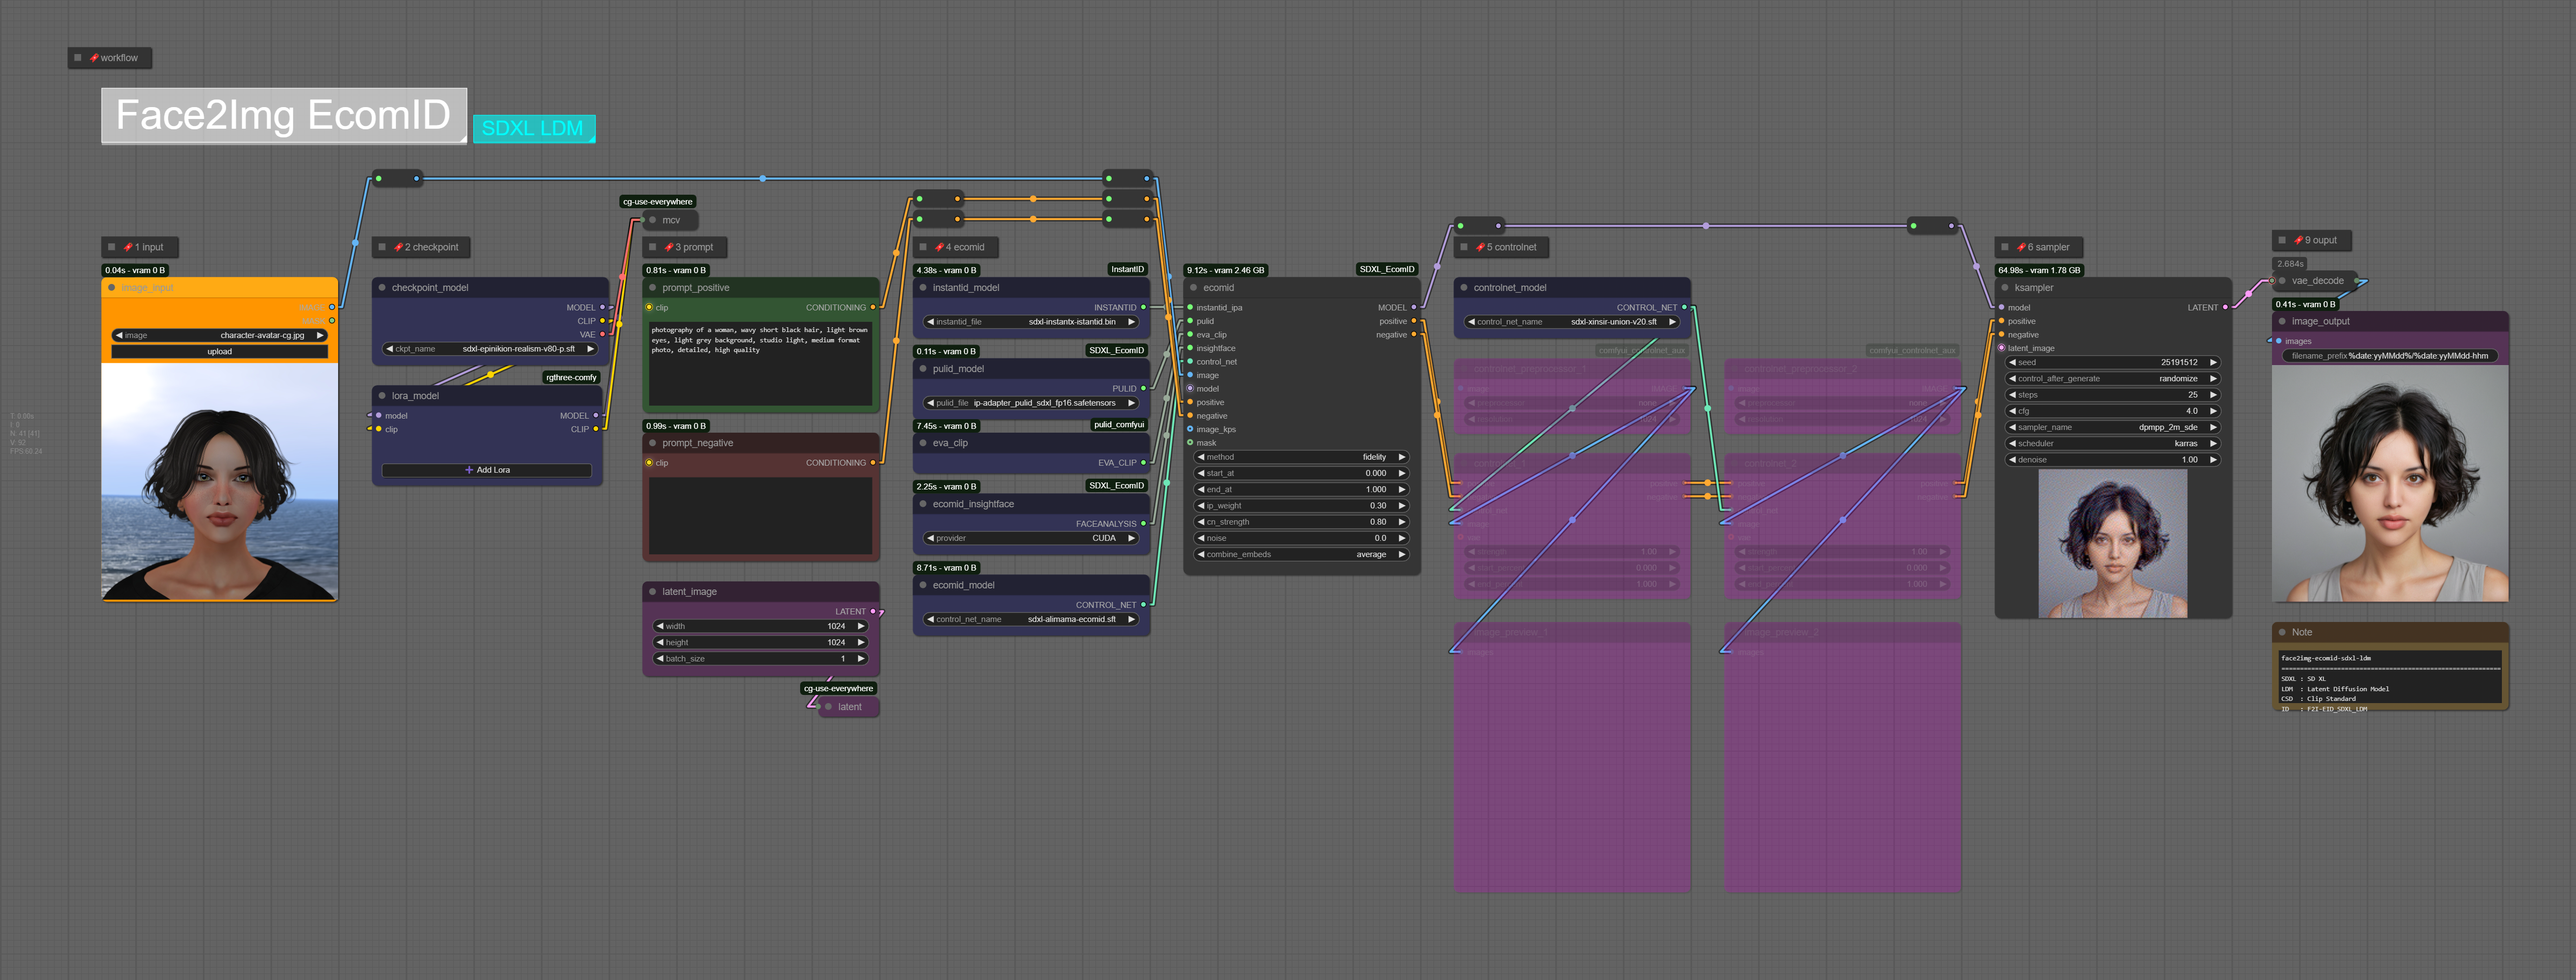 workflow
Face2Img EcomID
SDXL LDM
cg-use-everywhere
mcv
1 input
2 checkpoint
3 prompt
4 ecomid
5 controlnet
6 sampler
9 ouput
0.04s - vram 0 B
image_input
image
character-avatar-cg.jpg
upload
checkpoint_model
MODEL
CLIP
VAE
ckpt_name
sdxl-epinikion-realism-v80-p.sft
rgthree-comfy
lora_model
model
MODEL
clip
CLIP
Add Lora
0.81s - vram 0 B
prompt_positive
clip
CONDITIONING
photography of a woman, wavy short black hair, light brown
eyes, light grey background, studio light, medium format
photo, detailed, high quality
0.99s - vram 0 B
prompt_negative
clip
CONDITIONING
latent_Image
LATENT
width
1024
height
1024
batch_size
1
cg-use-everywhere
latent
4.38s - vram 0 B
InstantID
instantid_model
INSTANTID
instantid_file
sdxl-instantx-istantid.bin
0.11s - vram 0 B
SDXL_EcomID
pulid_model
PULID
pulid_file
ip-adapter_pulid_sdxl_fp16.safetensors
7.45s - vram 0 B
pulid_comfyui
eva_clip
EVA_CLIP
2.25s - vram 0 B
SDXL_EcomID
ecomid_insightface
FACEANALYSIS
provider
CUDA
8.71s - vram 0 B
ecomid_model
CONTROL_NET
control_net_name
sdxl-alimama-ecomid.sft
9.12s - vram 2.46 GB
SDXL_EcomID
ecomid
instantid_ipa
MODEL
pulid
positive
eva_clip
negative
insightface
control_net
image
model
positive
negative
image_kps
mask
method
fidelity
start_at
0.000
end_at
1.000
ip_weight
0.30
cn_strength
0.80
noise
0.0
combine_embeds
average
controlnet_model
CONTROL_NET
control_net_name
sdxl-xinsir-union-v20.sft
comfyui_controlnet_aux
controlnet_preprocessor_1
comfyui_controlnet_aux
controlnet_preprocessor_2
image_preview_1
image_preview_2
64.98s - vram 1.78 GB
ksampler
model
LATENT
positive
negative
latent_image
seed
25191512
control_after_generate
randomize
steps
25
cfg
4.0
sampler_name
dpmpp_2m_sde
scheduler
karras
denoise
1.00
2.684s
vae_decode
0.41s - vram 0 B
image_output
images
filename_prefix
%date:yyMMdd%/%date:yyMMdd-hhm
Note
face2img-ecomid-sdxl-ldm
SDXL : SD XL
LDM : Latent Diffusion Model
CSD : Clip Standard
ID : F2I-EID_SDXL_LDM